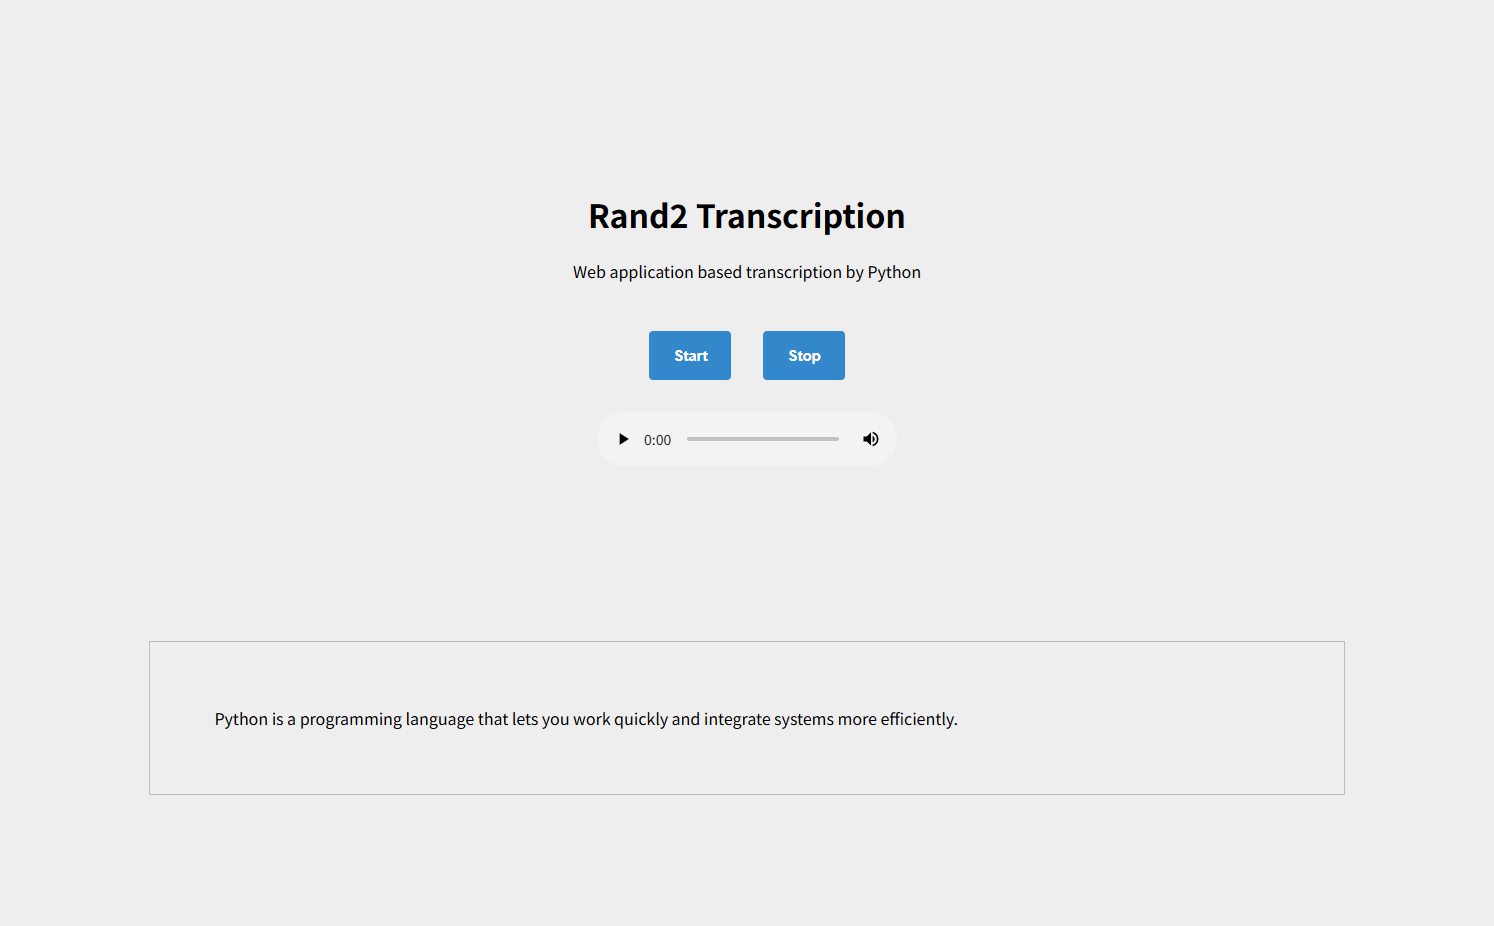 Rand2 Transcription
Web application based transcription by Python
Start
Stop
0:00
Python is a programming language that lets you work quickly and integrate systems more efficiently.